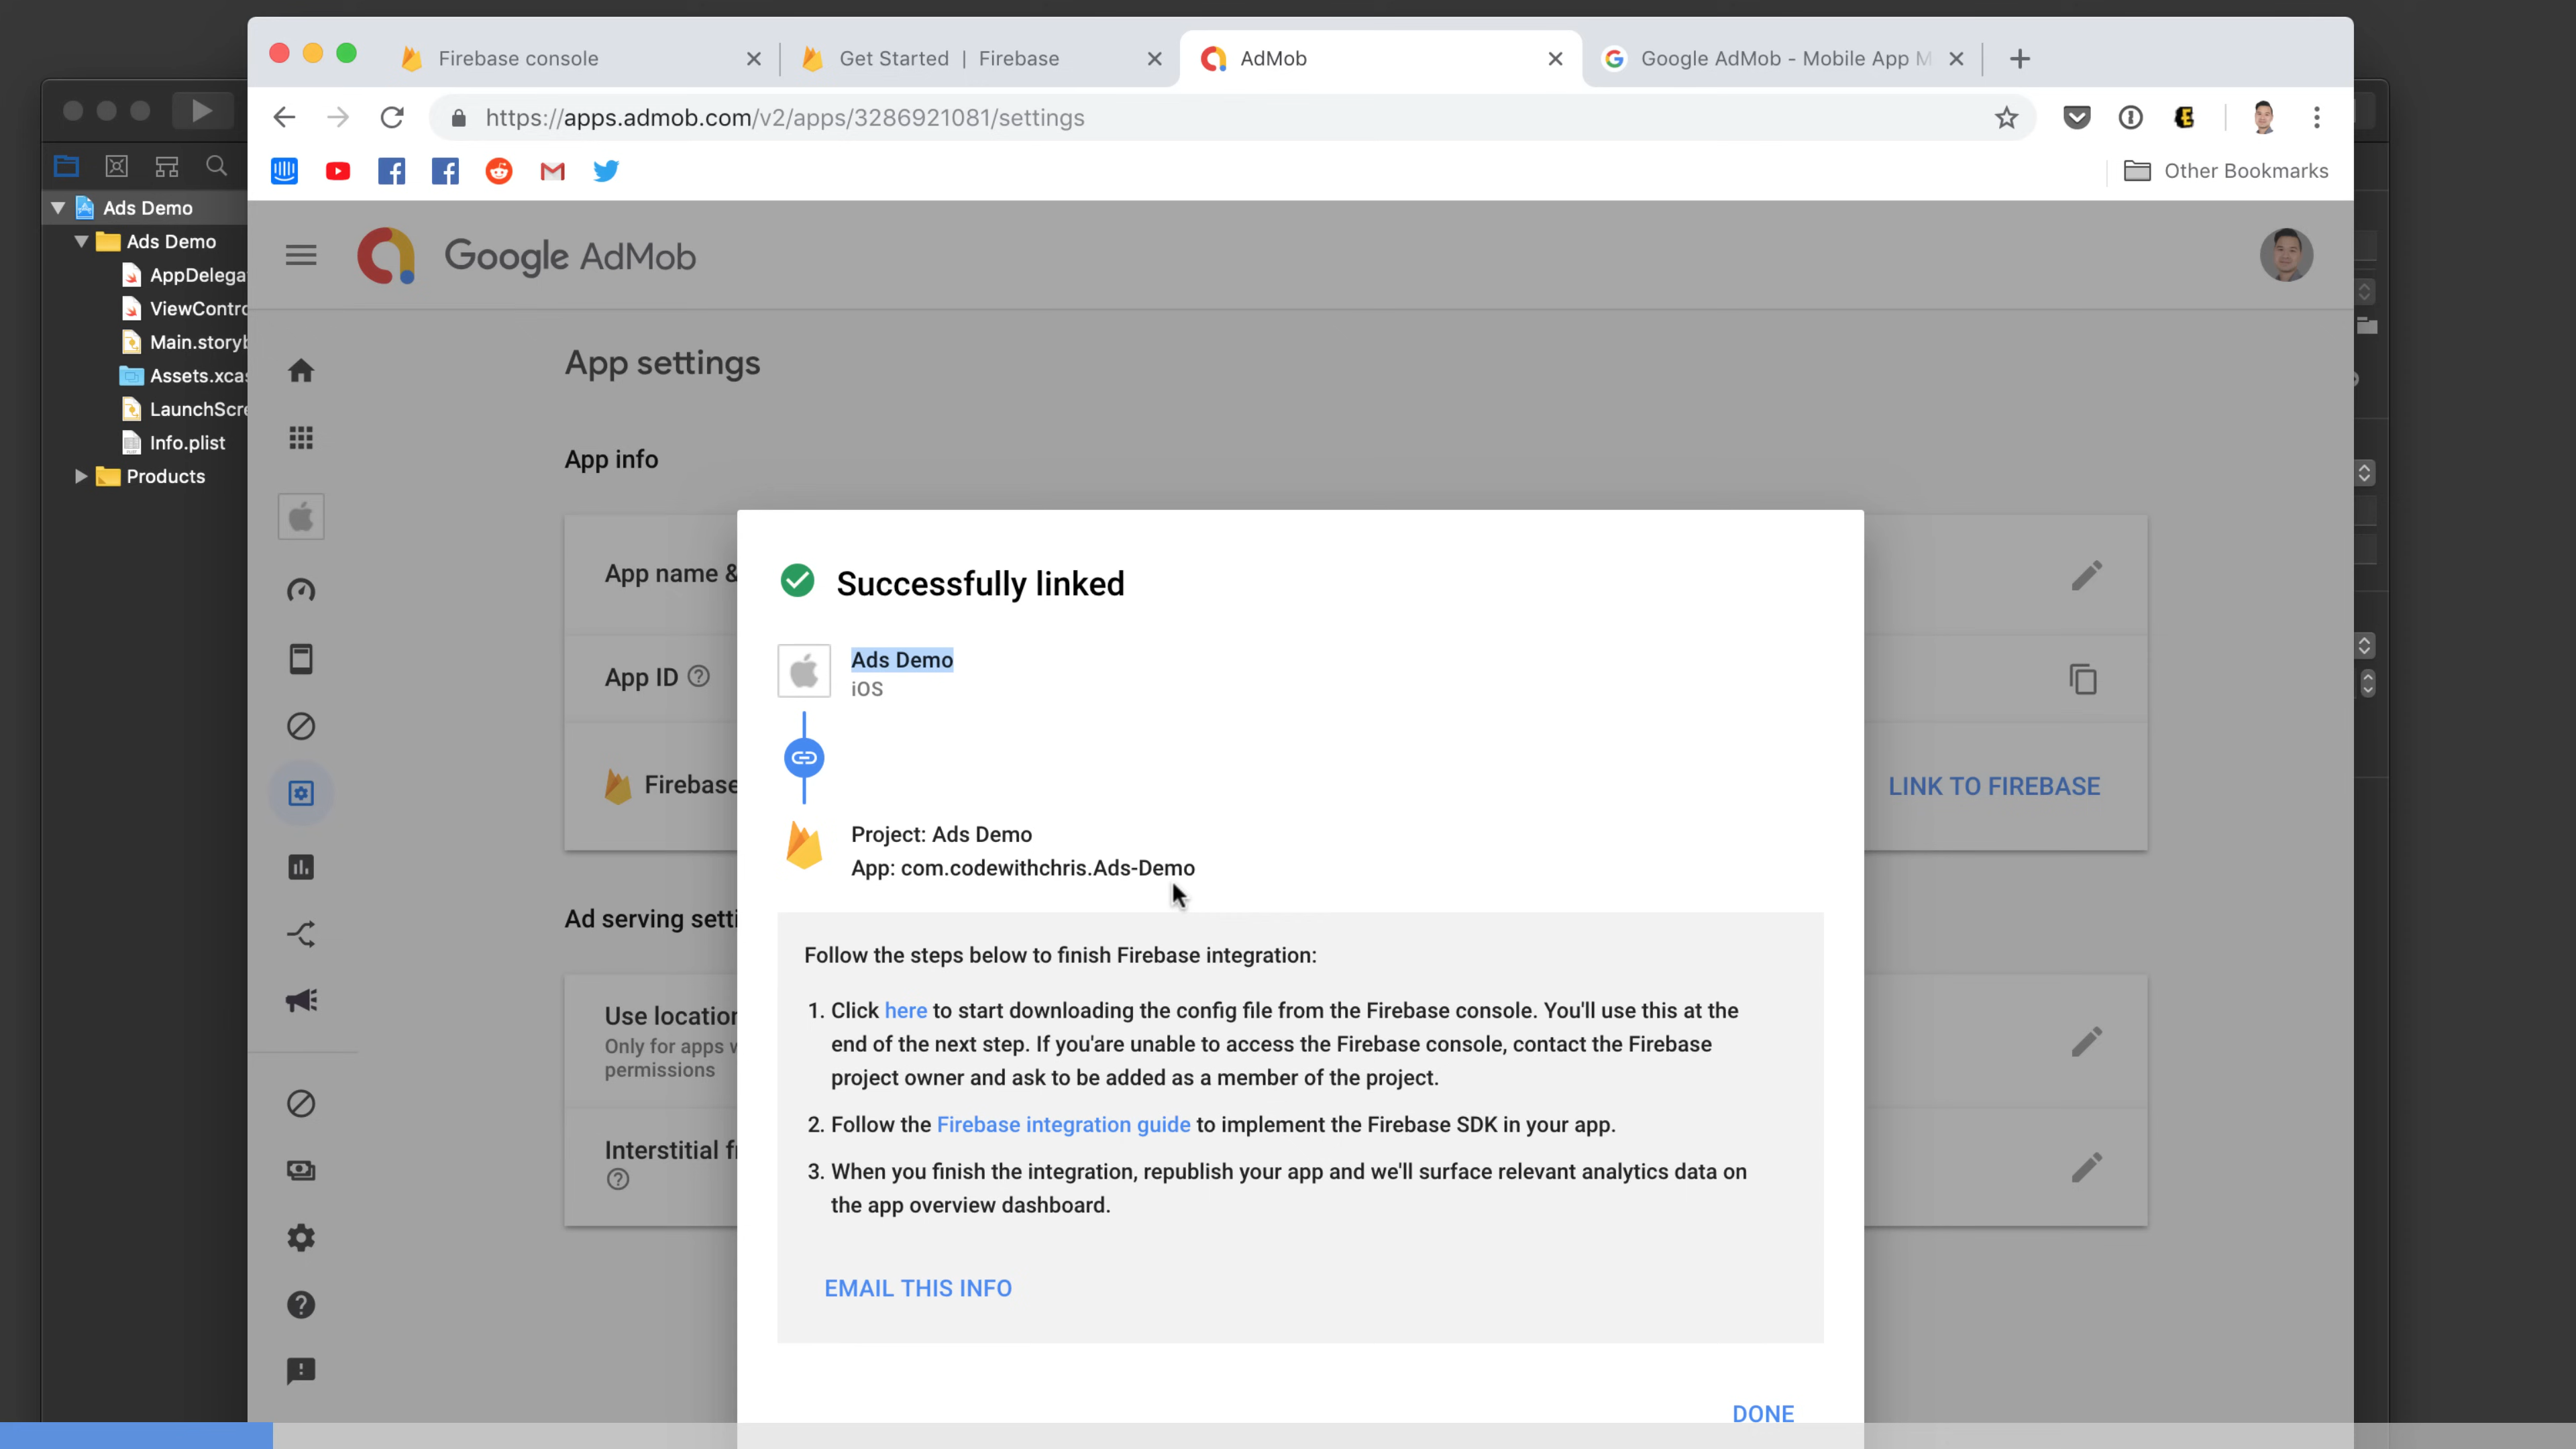 Firebase console
Get Started | Firebase
AdMob
Google AdMob - Mobile App M
https://apps.admob.com/v2/apps/3286921081/settings
Other Bookmarks
Ads Demo
Ads Demo
AppDelega
ViewContro
Main.storyb
Assets.xcas
LaunchScre
Info.plist
Products
Google AdMob
App settings
App info
App name &
App ID
Firebase
LINK TO FIREBASE
Ad serving setti
Use location
Only for apps w
permissions
Interstitial f
Successfully linked
Ads Demo
iOS
Project: Ads Demo
App: com.codewithchris.Ads-Demo
Follow the steps below to finish Firebase integration:
1. Click here to start downloading the config file from the Firebase console. You'll use this at the
end of the next step. If you'are unable to access the Firebase console, contact the Firebase
project owner and ask to be added as a member of the project.
2. Follow the Firebase integration guide to implement the Firebase SDK in your app.
3. When you finish the integration, republish your app and we'll surface relevant analytics data on
the app overview dashboard.
EMAIL THIS INFO
DONE